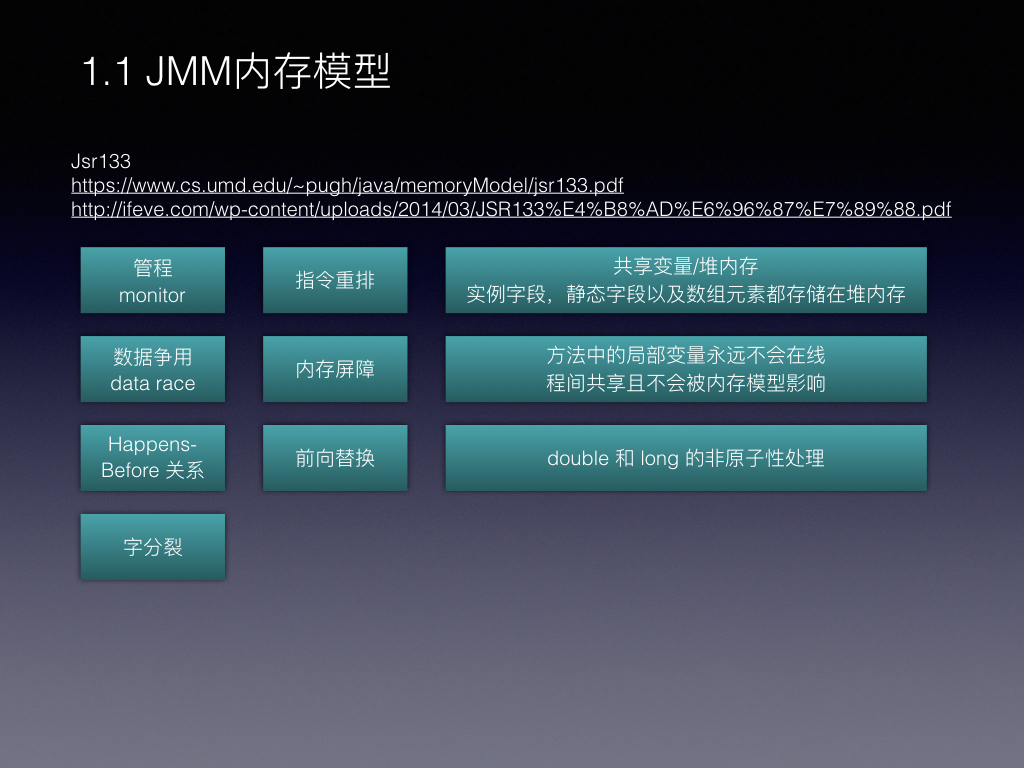 1.1 JMM内存模型
Jsr133
https://www.cs.umd.edu/~pugh/java/memoryModel/jsr133.pdf
http://ifeve.com/wp-content/uploads/2014/03/JSR133%E4%B8%AD%E6%96%87%E7%89%88.pdf
管程
monitor
指令重排
共享变量/堆内存
实例字段，静态字段以及数组元素都存储在堆内存
数据争用
data race
内存屏障
方法中的局部变量永远不会在线
程间共享且不会被内存模型影响
Happens-
Before 关系
前向替换
double 和 long 的非原子性处理
字分裂